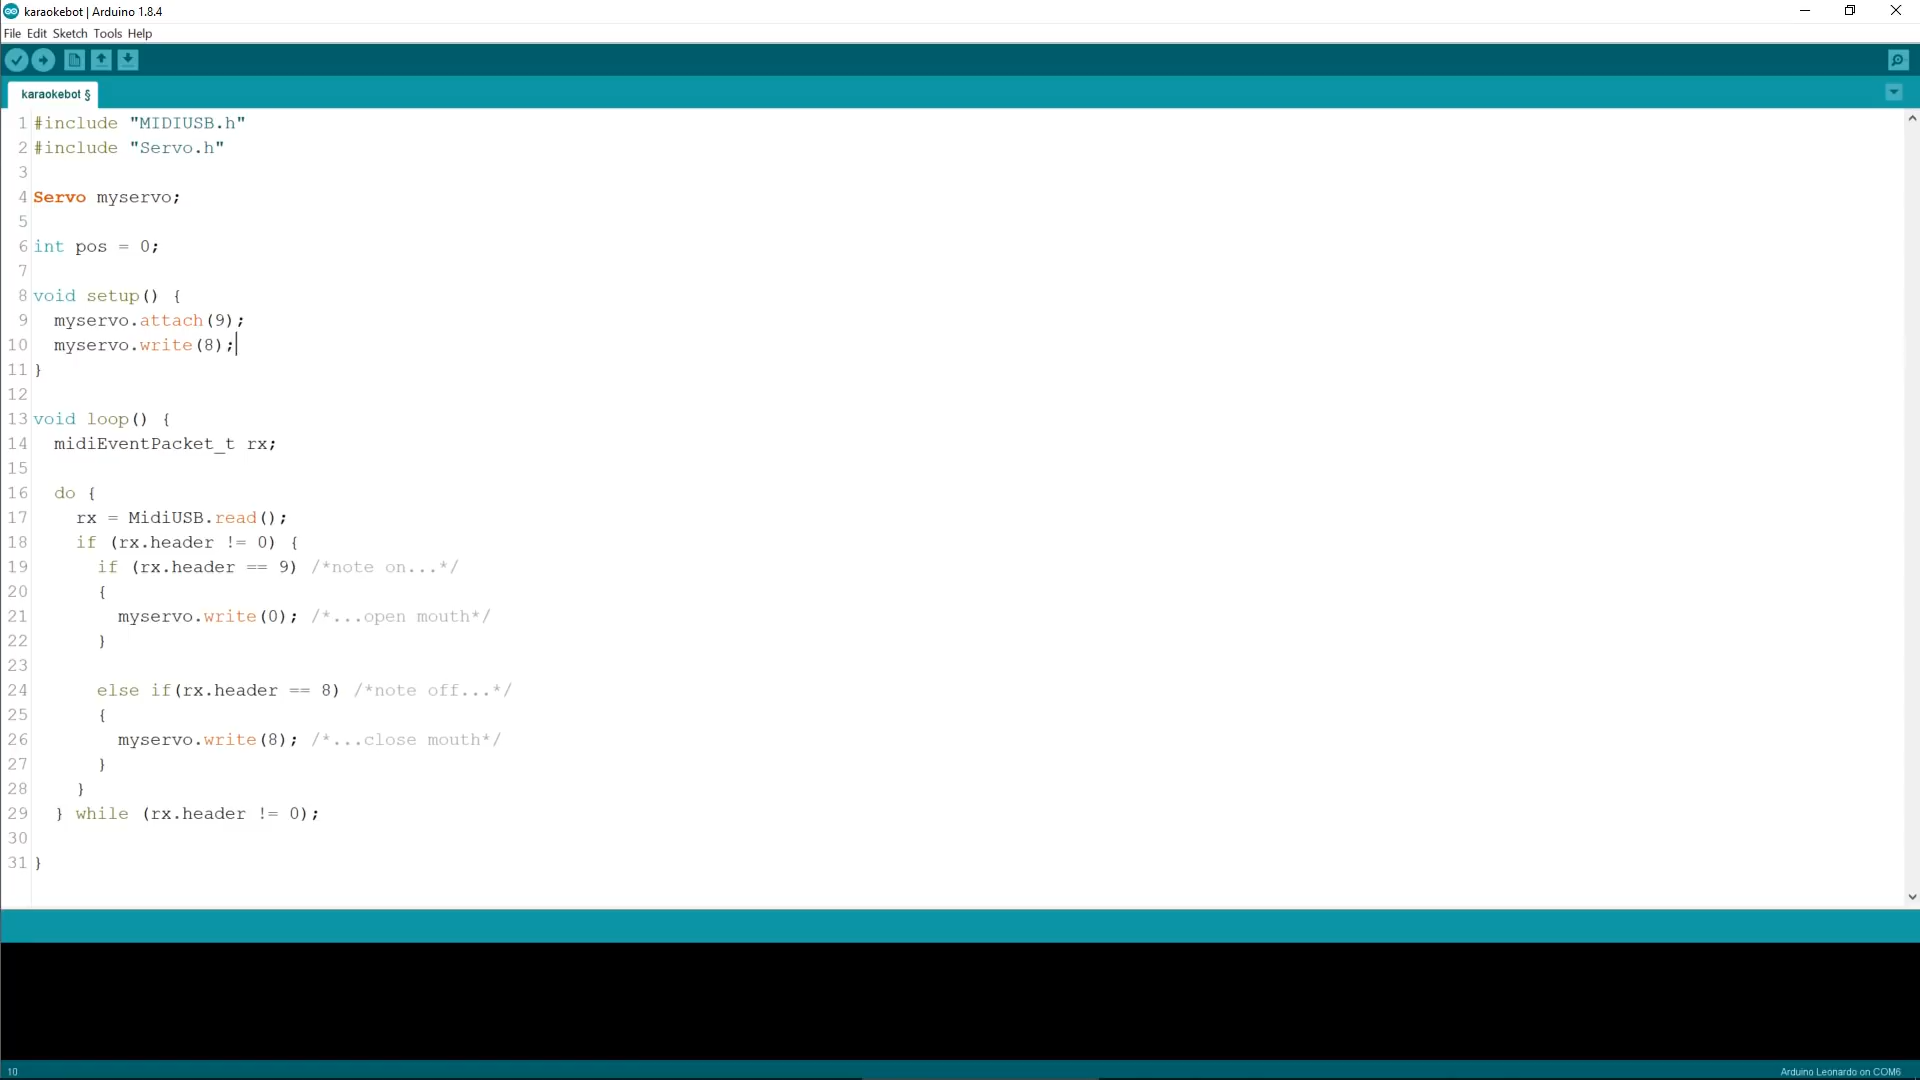 karaokebot | Arduino 1.8.4
File Edit Sketch Tools Help
karaokebot §
1 #include "MIDIUSB.h"
2 #include "Servo.h"
3
4 Servo myservo;
5
6 int pos = 0;
7
8 void setup() {
9   myservo.attach(9);
10   myservo.write(8);
11 }
12
13 void loop() {
14   midiEventPacket_t rx;
15
16   do {
17     rx = MidiUSB.read();
18     if (rx.header != 0) {
19       if (rx.header == 9) /*note on...*/
20       {
21         myservo.write(0); /*...open mouth*/
22       }
23
24       else if(rx.header == 8) /*note off...*/
25       {
26         myservo.write(8); /*...close mouth*/
27       }
28     }
29   } while (rx.header != 0);
30
31 }
10
Arduino Leonardo on COM6